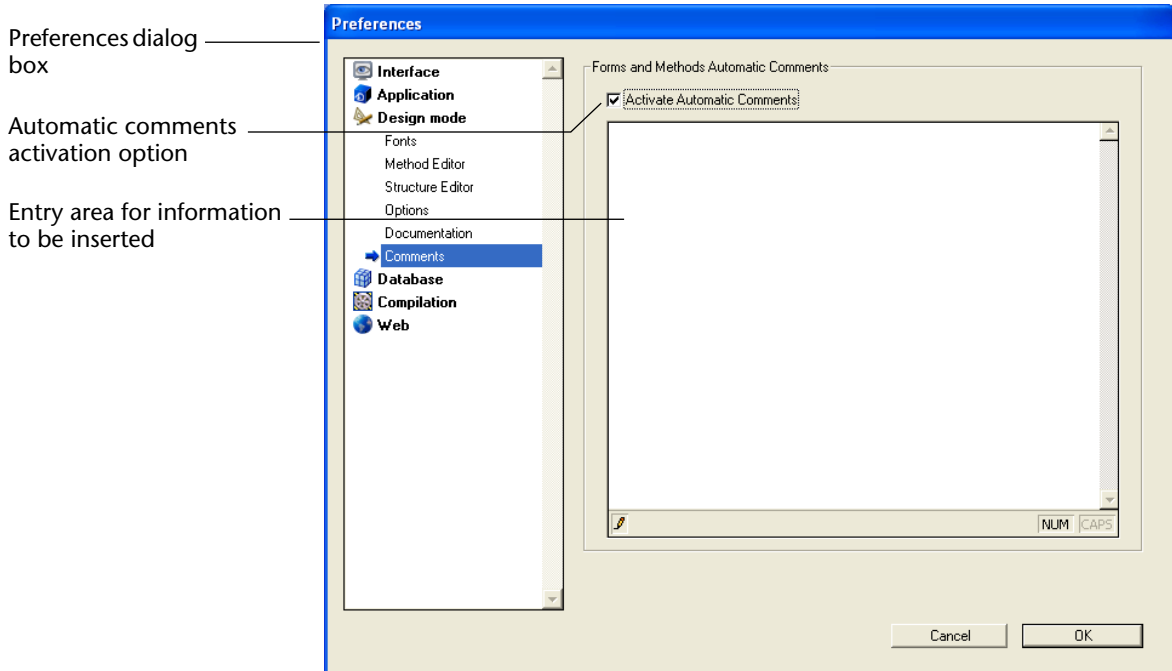 Preferences dialog
box
Automatic comments
activation option
Entry area for information
to be inserted
Preferences
Interface
Application
Design mode
Fonts
Method Editor
Structure Editor
Options
Documentation
Comments
Database
Compilation
Web
Forms and Methods Automatic Comments
Activate Automatic Comments
NUM CAPS
Cancel OK